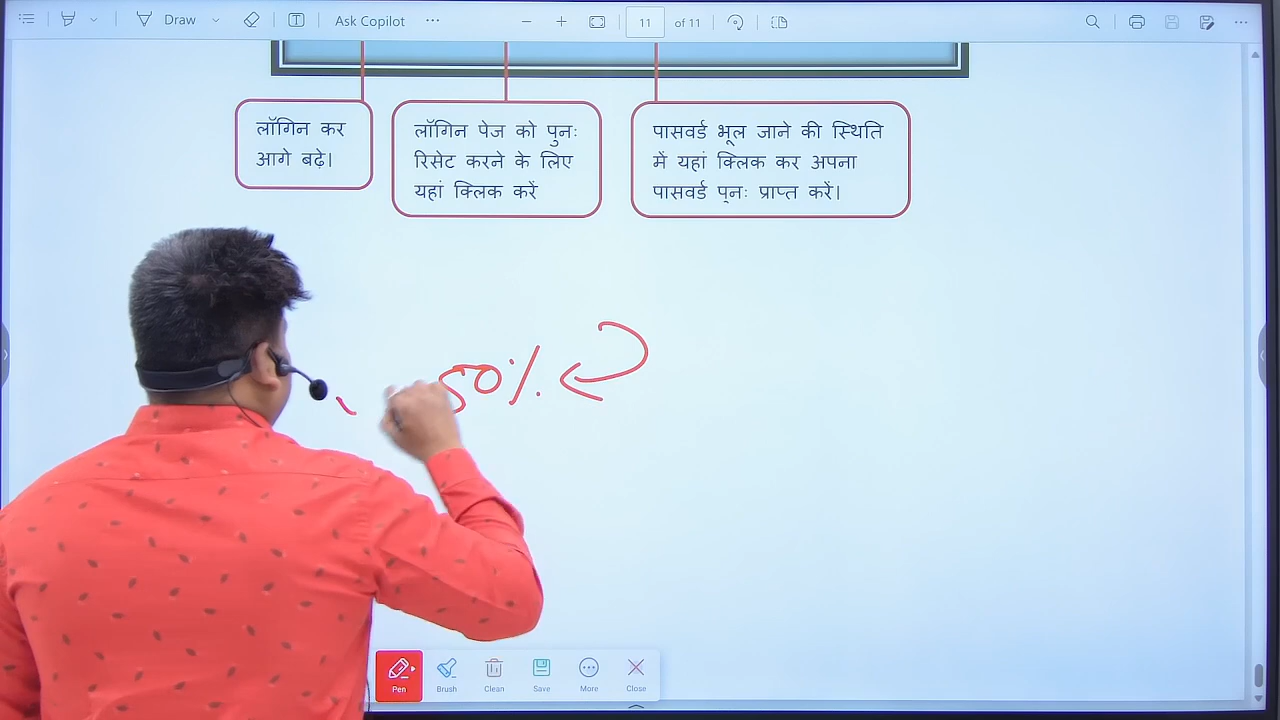 Draw
Ask Copilot
11 of 11
लॉगिन कर
आगे बढ़े।
लॉगिन पेज को पुनः
रिसेट करने के लिए
यहां क्लिक करें
पासवर्ड भूल जाने की स्थिति
में यहां क्लिक कर अपना
पासवर्ड पुनः प्राप्त करें।
50%
Pen Brush Clean Save More Close